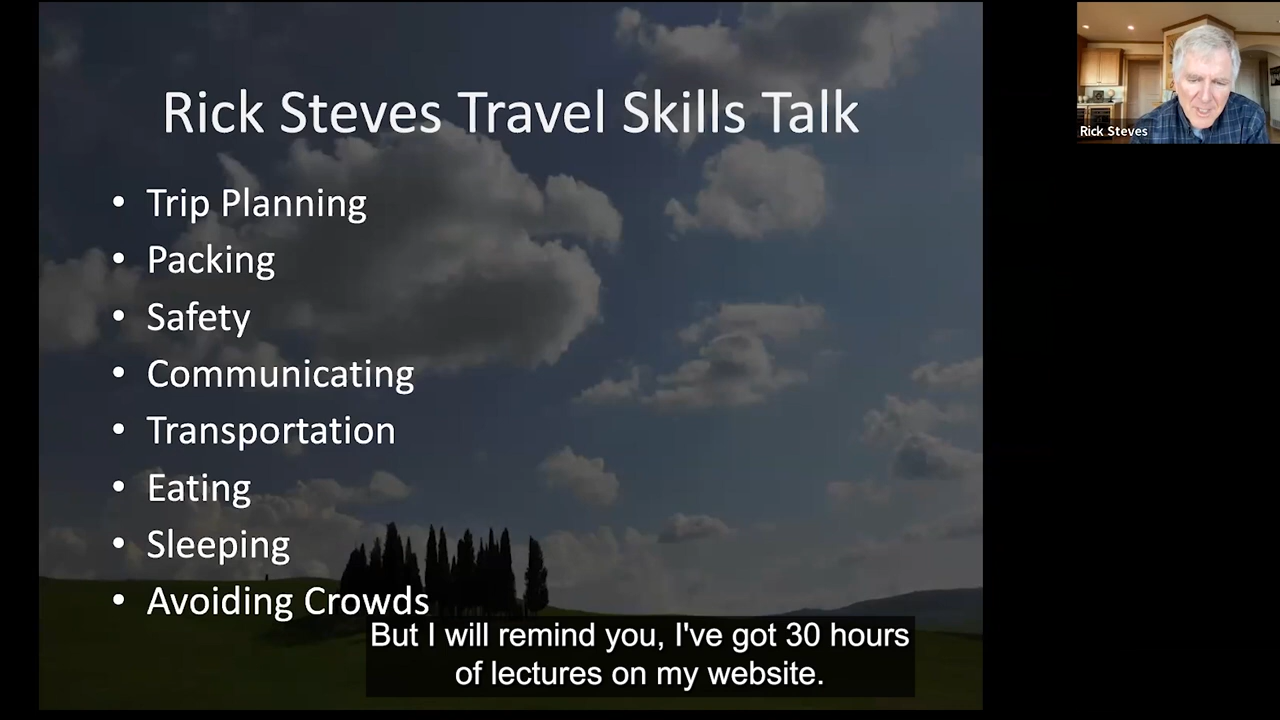 Rick Steves Travel Skills Talk
• Trip Planning
• Packing
• Safety
• Communicating
• Transportation
• Eating
• Sleeping
• Avoiding Crowds
But I will remind you, I've got 30 hours
of lectures on my website.
Rick Steves